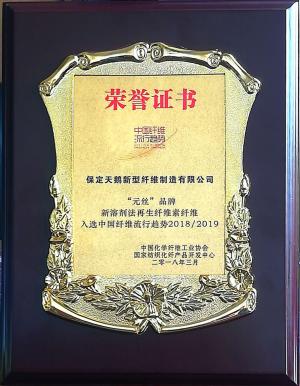 荣誉证书
中国纤维
流行趋势
保定天鹅新型纤维制造有限公司
“元丝”品牌
新溶剂法再生纤维素纤维
入选中国纤维流行趋势2018/2019
中国化学纤维工业协会
国家纺织化纤产品开发中心
二零一八年三月